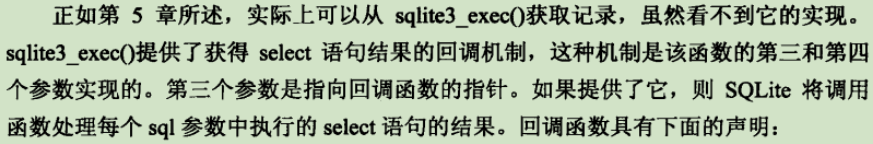 正如第 5 章所述，实际上可以从 sqlite3_exec()获取记录，虽然看不到它的实现。
sqlite3_exec()提供了获得 select 语句结果的回调机制，这种机制是该函数的第三和第四
个参数实现的。第三个参数是指向回调函数的指针。如果提供了它，则 SQLite 将调用
函数处理每个 sql 参数中执行的 select 语句的结果。回调函数具有下面的声明：